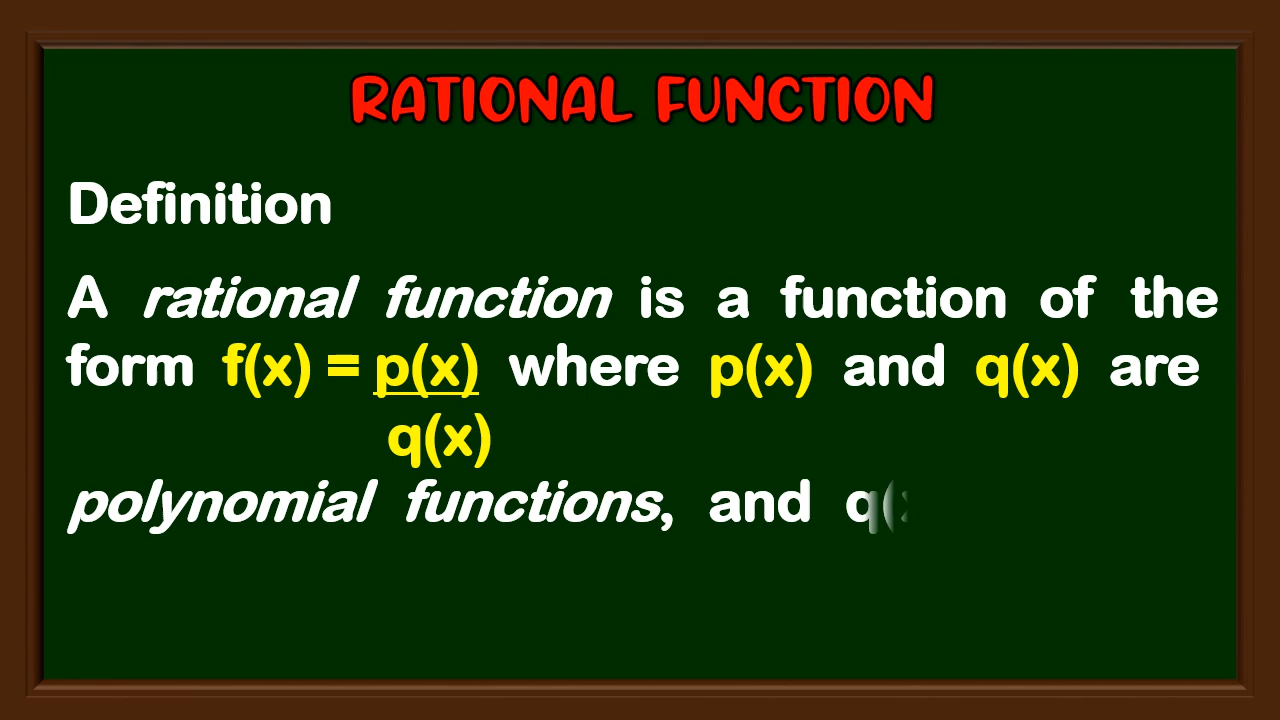 RATIONAL FUNCTION
Definition
A rational function is a function of the
form f(x) = p(x) where p(x) and q(x) are
q(x)
polynomial functions, and